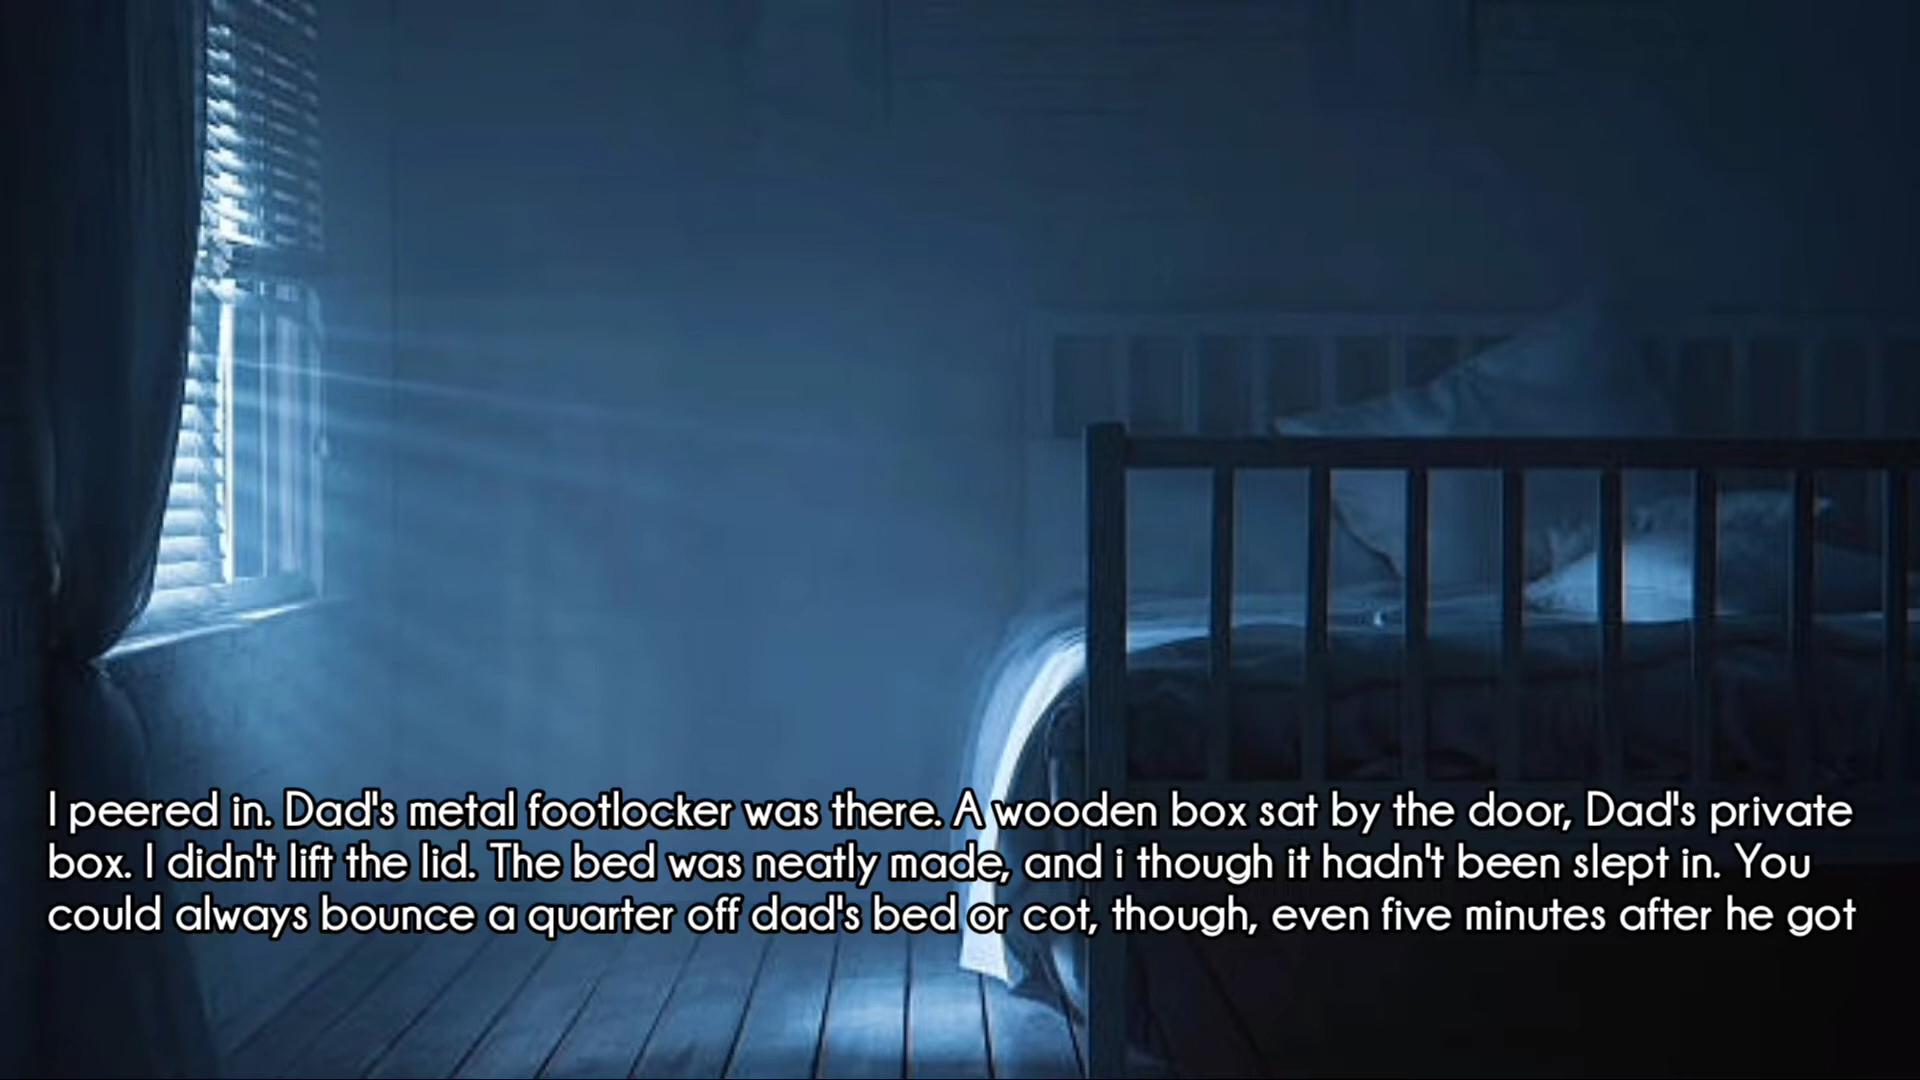 I peered in. Dad's metal footlocker was there. A wooden box sat by the door, Dad's private
box. I didn't lift the lid. The bed was neatly made, and i though it hadn't been slept in. You
could always bounce a quarter off dad's bed or cot, though, even five minutes after he got